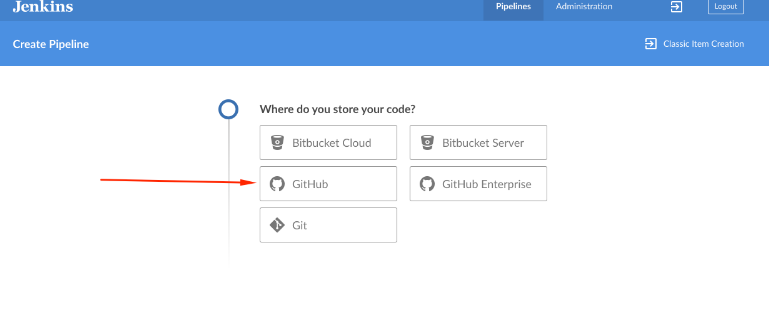 Jenkins Pipelines Administration Logout
Create Pipeline Classic Item Creation
Where do you store your code?
Bitbucket Cloud Bitbucket Server
GitHub GitHub Enterprise
Git